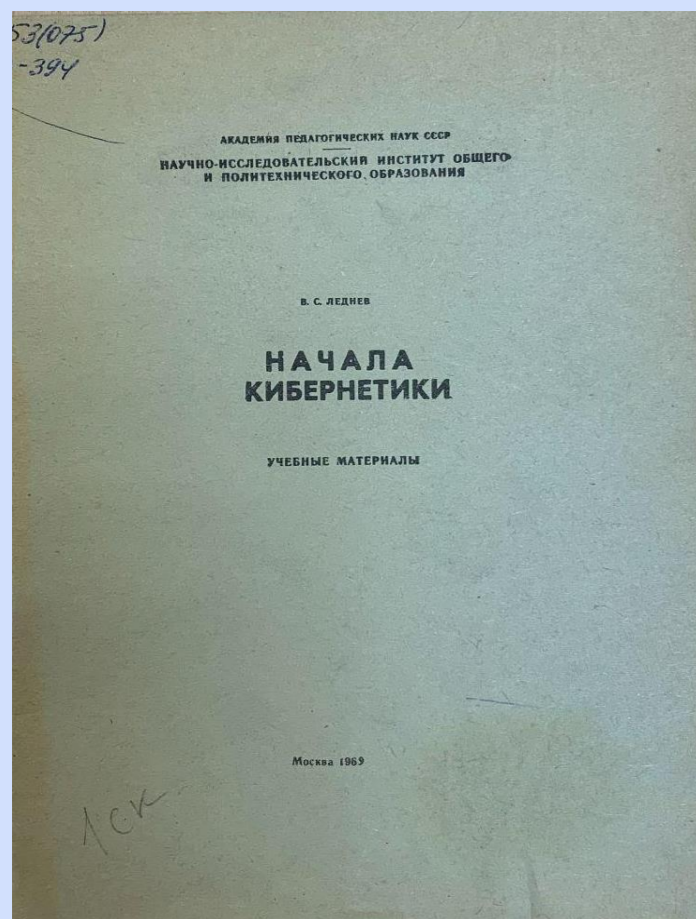 53(075)
-394
АКАДЕМИЯ ПЕДАГОГИЧЕСКИХ НАУК СССР
НАУЧНО-ИССЛЕДОВАТЕЛЬСКИЙ ИНСТИТУТ ОБЩЕГО
И ПОЛИТЕХНИЧЕСКОГО ОБРАЗОВАНИЯ
В. С. ЛЕДНЕВ
НАЧАЛА
КИБЕРНЕТИКИ
УЧЕБНЫЕ МАТЕРИАЛЫ
Москва 1969